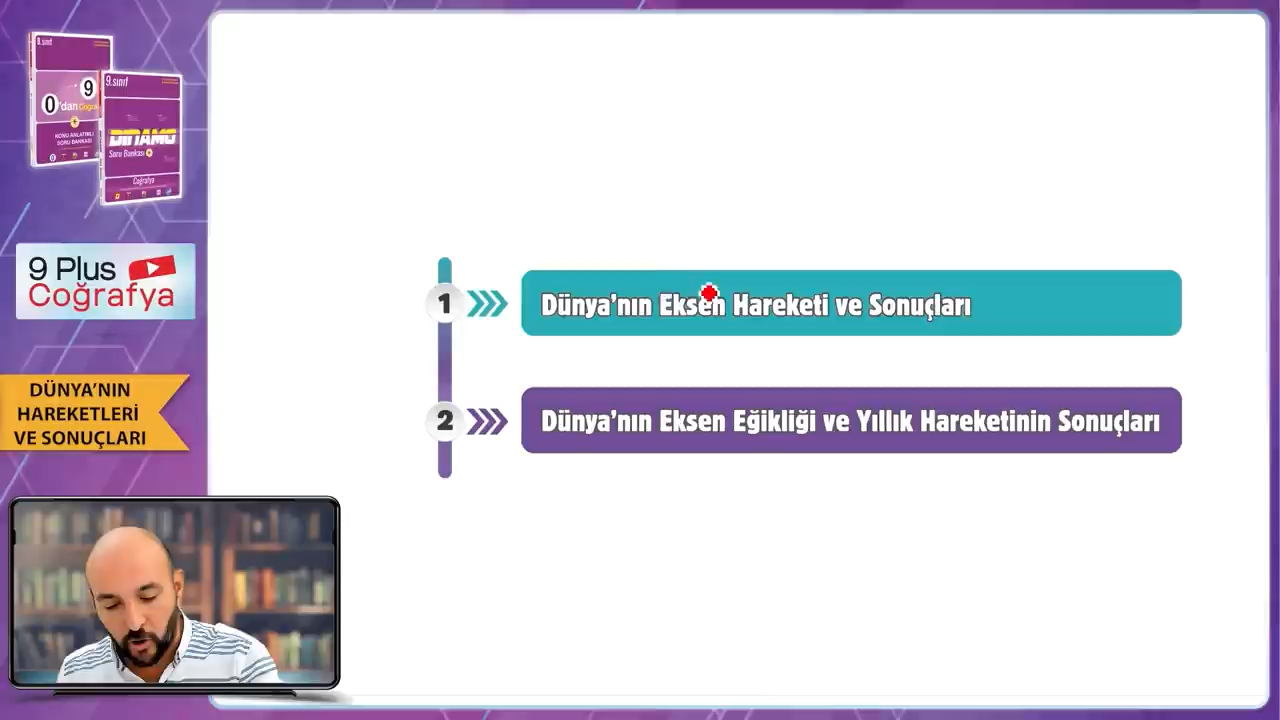 9.sınıf
9
0'dan Coğra
KONU ANLATIMLI
SORU BANKASI
9.sınıf
DİNAMO
Soru Bankası
Coğrafya
9 Plus
Coğrafya
DÜNYA'NIN
HAREKETLERİ
VE SONUÇLARI
1
Dünya'nın Eksen Hareketi ve Sonuçları
2
Dünya'nın Eksen Eğikliği ve Yıllık Hareketinin Sonuçları